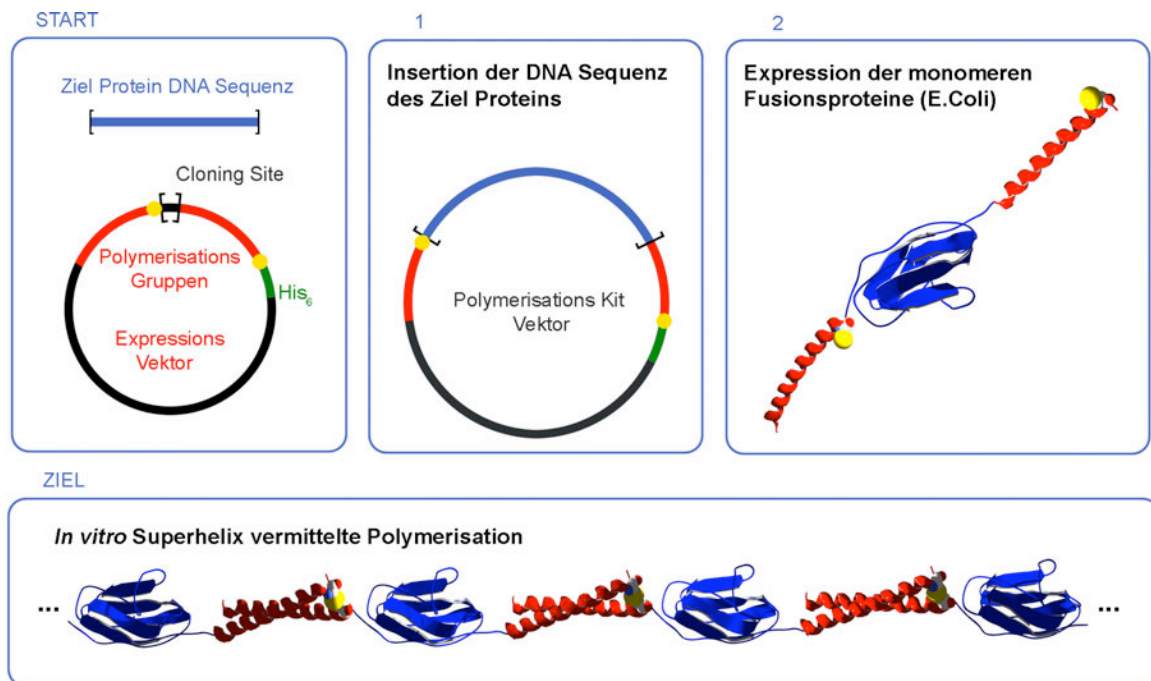 START
Ziel Protein DNA Sequenz
Cloning Site
Polymerisations
Gruppen
His6
Expressions
Vektor
1
Insertion der DNA Sequenz
des Ziel Proteins
Polymerisations Kit
Vektor
2
Expression der monomeren
Fusionsproteine (E.Coli)
ZIEL
In vitro Superhelix vermittelte Polymerisation
...
...